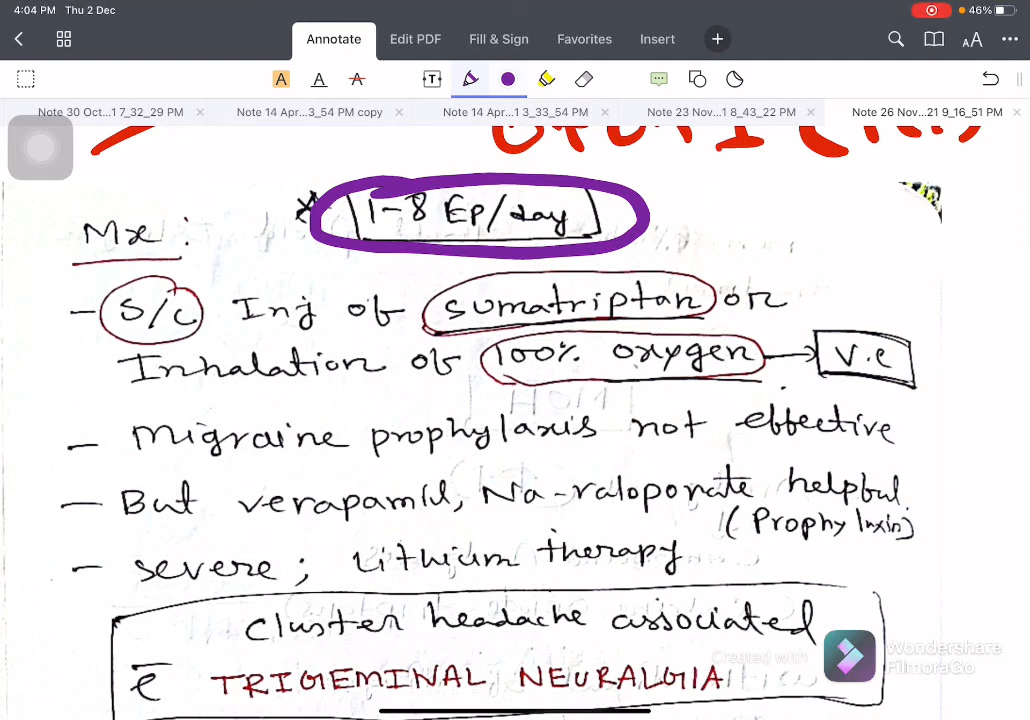 4:04 PM Thu 2 Dec
46%
Annotate Edit PDF Fill & Sign Favorites Insert
Note 30 Oct...1 7_32_29 PM Note 14 Apr...3_54 PM copy Note 14 Apr...1 3_33_54 PM Note 23 Nov...1 8_43_22 PM Note 26 Nov...21 9_16_51 PM
* 1-8 Ep/day
Mx:
- S/C Inj of sumatriptan or
Inhalation of 100% oxygen → V.e
- Migraine prophylaxis not effective
- But verapamil, Na-valoporate helpful
(Prophylaxis)
- severe; Lithium therapy
Cluster headache associated
c̄ TRIGEMINAL NEURALGIA
Created with
Wondershare
FilmoraGo